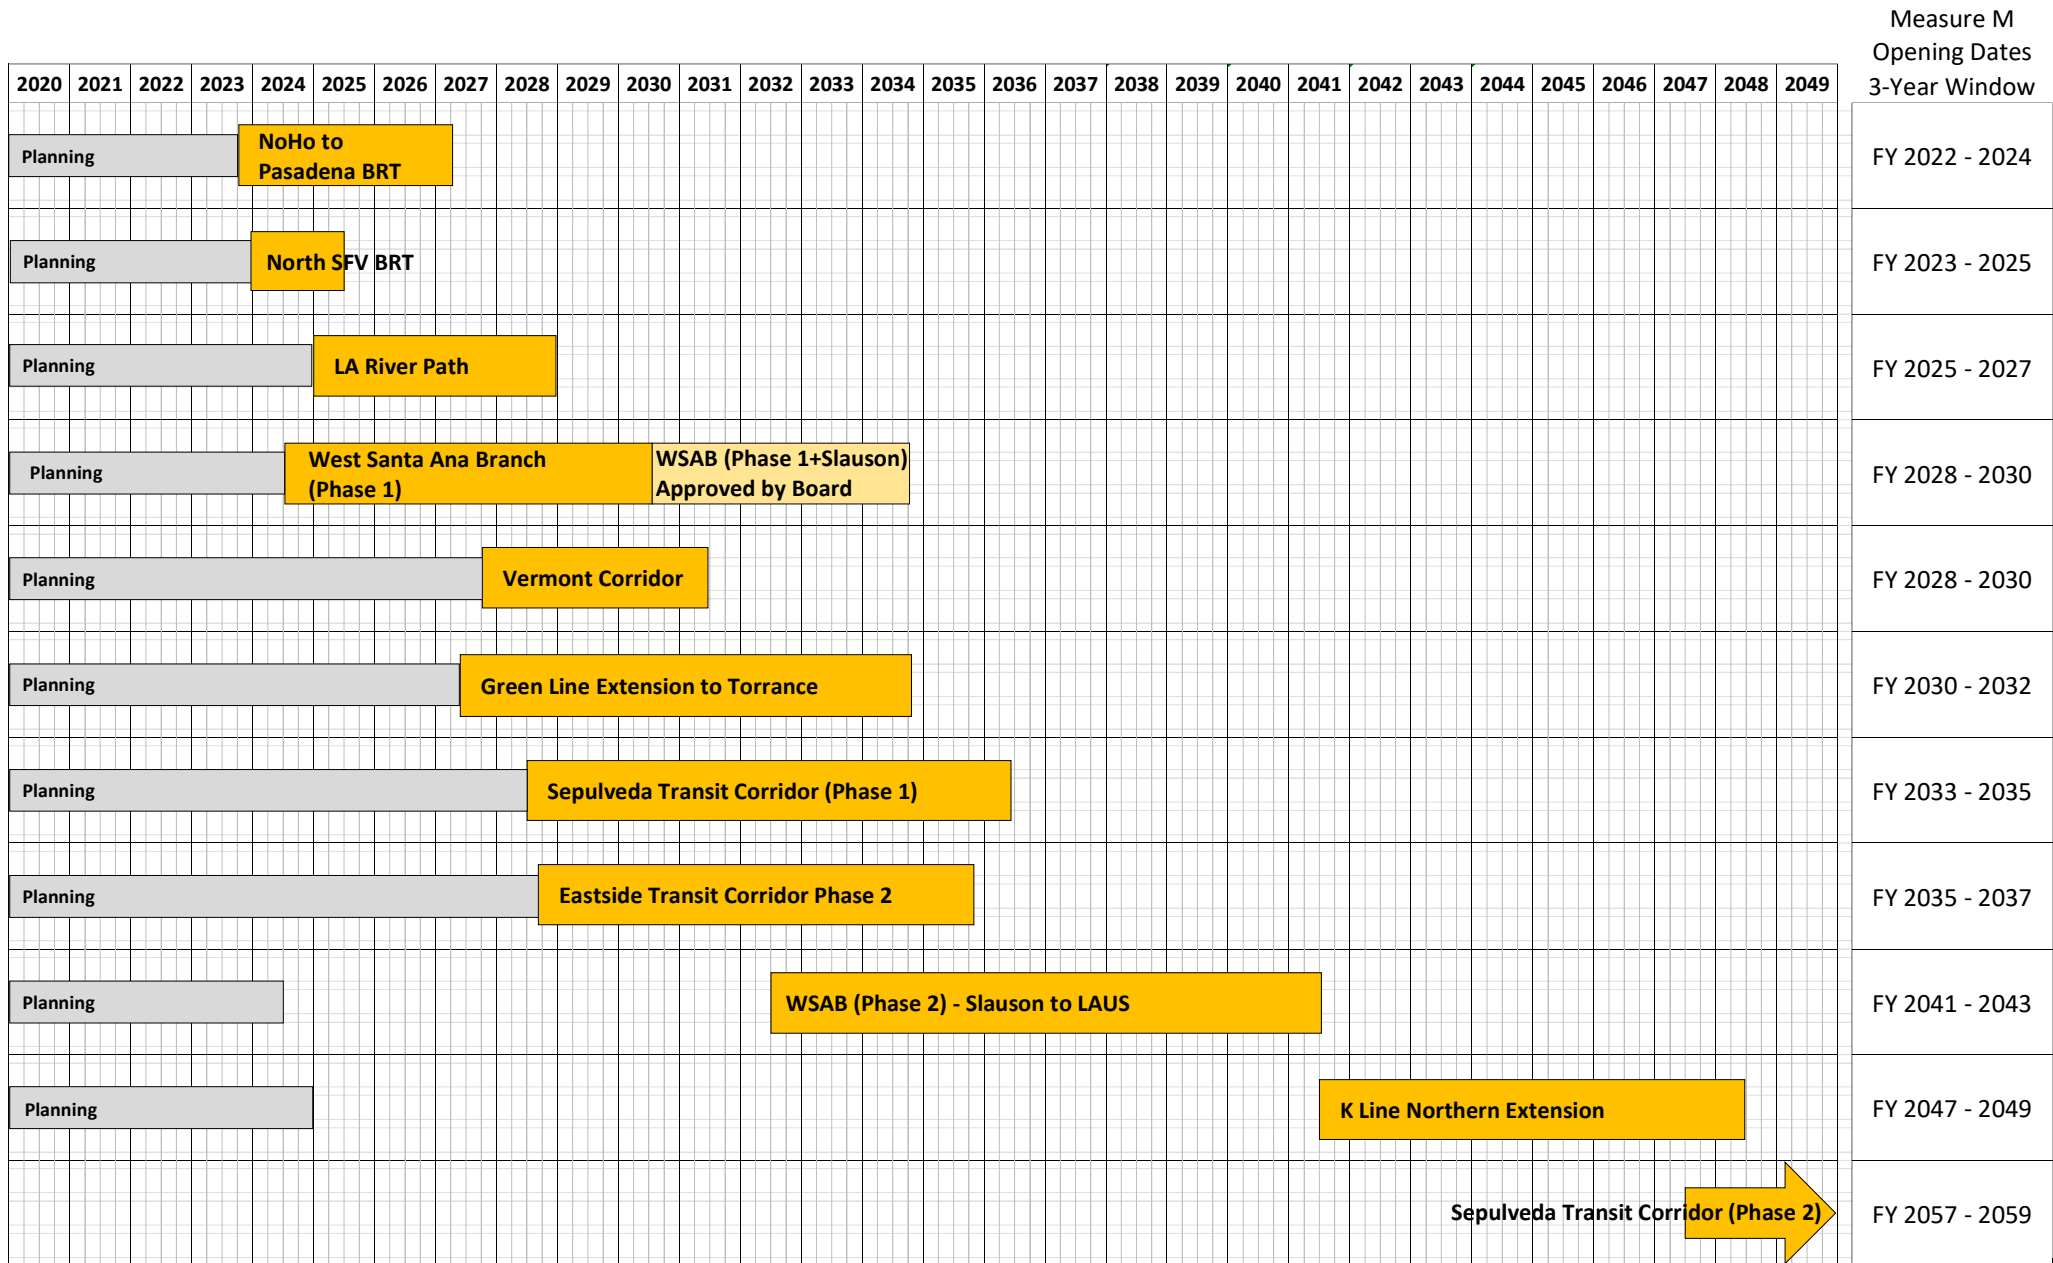 Measure M
Opening Dates
3-Year Window
2020 2021 2022 2023 2024 2025 2026 2027 2028 2029 2030 2031 2032 2033 2034 2035 2036 2037 2038 2039 2040 2041 2042 2043 2044 2045 2046 2047 2048 2049
Planning
NoHo to
Pasadena BRT
FY 2022 - 2024
Planning
North SFV BRT
FY 2023 - 2025
Planning
LA River Path
FY 2025 - 2027
Planning
West Santa Ana Branch
(Phase 1)
WSAB (Phase 1+Slauson)
Approved by Board
FY 2028 - 2030
Planning
Vermont Corridor
FY 2028 - 2030
Planning
Green Line Extension to Torrance
FY 2030 - 2032
Planning
Sepulveda Transit Corridor (Phase 1)
FY 2033 - 2035
Planning
Eastside Transit Corridor Phase 2
FY 2035 - 2037
Planning
WSAB (Phase 2) - Slauson to LAUS
FY 2041 - 2043
Planning
K Line Northern Extension
FY 2047 - 2049
Sepulveda Transit Corridor (Phase 2)
FY 2057 - 2059